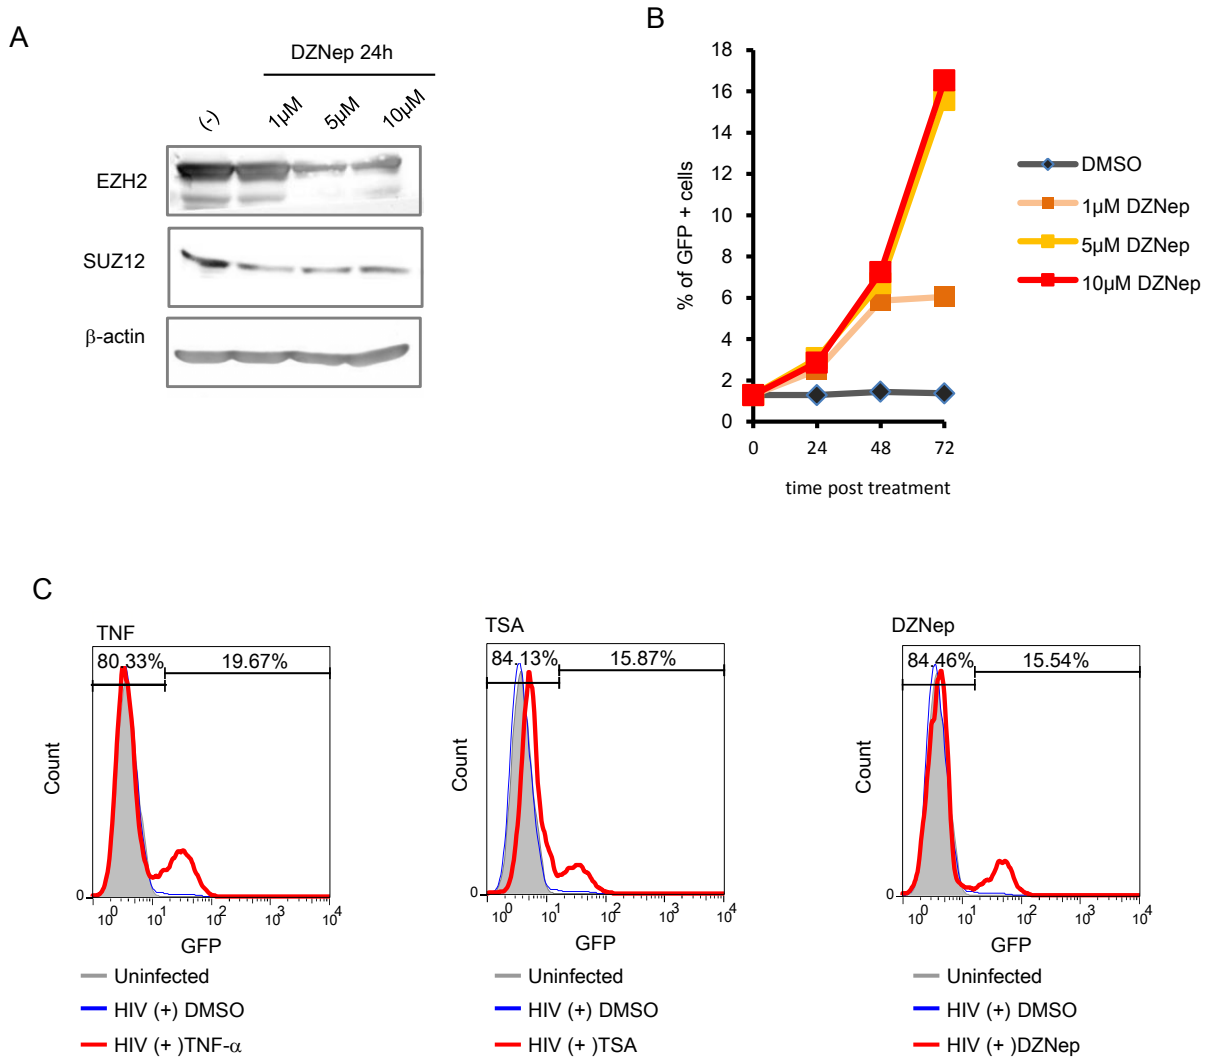 A
DZNep 24h
(-)
1μM
5μM
10μM
EZH2
SUZ12
β-actin
B
18
16
14
12
10
8
6
4
2
0
% of GFP + cells
0 24 48 72
time post treatment
DMSO
1μM DZNep
5μM DZNep
10μM DZNep
C
TNF
80.33% 19.67%
Count
0
10^0 10^1 10^2 10^3 10^4
GFP
Uninfected
HIV (+) DMSO
HIV (+ )TNF-α
TSA
84.13% 15.87%
Count
0
10^0 10^1 10^2 10^3 10^4
GFP
Uninfected
HIV (+) DMSO
HIV (+ )TSA
DZNep
84.46% 15.54%
Count
0
10^0 10^1 10^2 10^3 10^4
GFP
Uninfected
HIV (+) DMSO
HIV (+ )DZNep